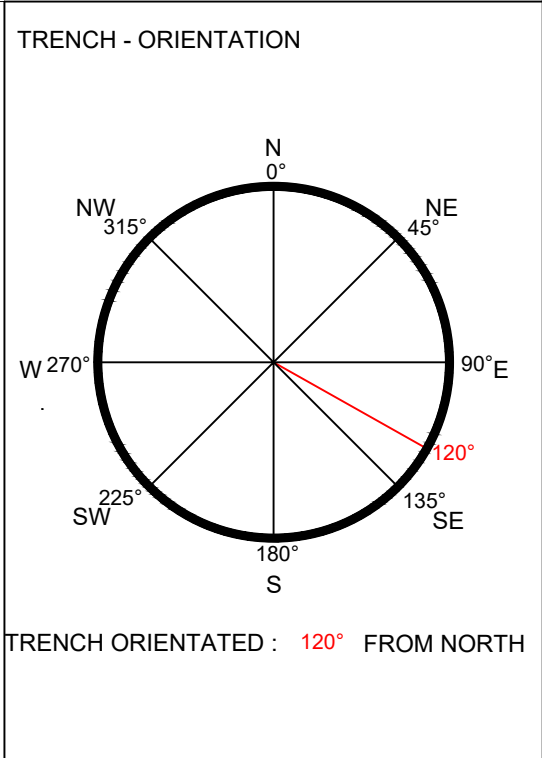 TRENCH - ORIENTATION
N
0°
NW
NE
315°
45°
W 270°
90° E
120°
225°
135°
SW
SE
180°
S
TRENCH ORIENTATED : 120° FROM NORTH